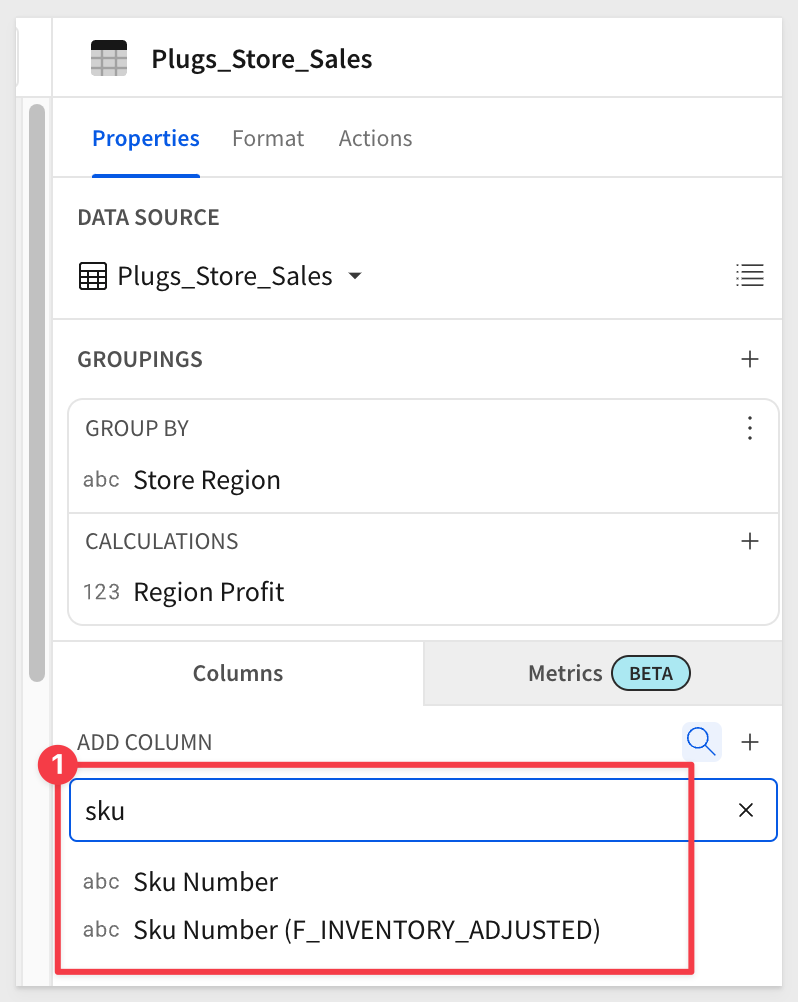 Plugs_Store_Sales
Properties Format Actions
DATA SOURCE
Plugs_Store_Sales
GROUPINGS
GROUP BY
abc Store Region
CALCULATIONS
123 Region Profit
Columns Metrics BETA
ADD COLUMN
1
sku
abc Sku Number
abc Sku Number (F_INVENTORY_ADJUSTED)